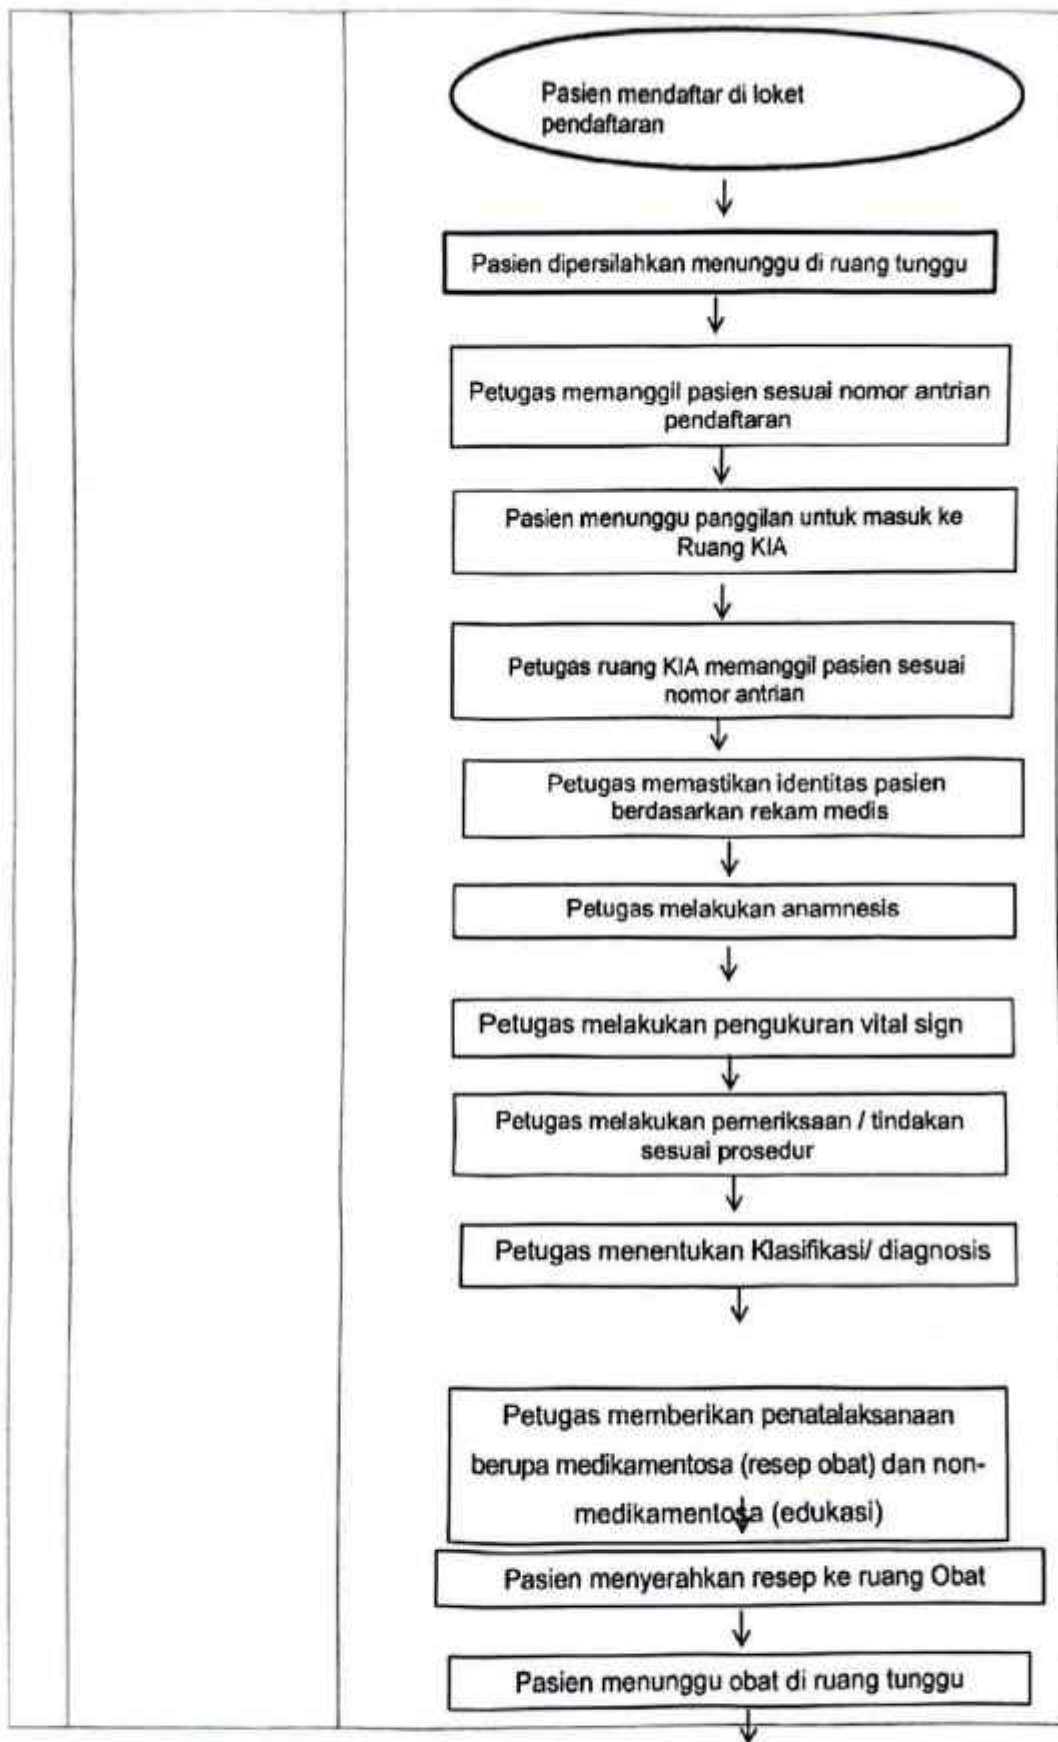 Pasien mendaftar di loket
pendaftaran
Pasien dipersilahkan menunggu di ruang tunggu
Petugas memanggil pasien sesuai nomor antrian
pendaftaran
Pasien menunggu panggilan untuk masuk ke
Ruang KIA
Petugas ruang KIA memanggil pasien sesuai
nomor antrian
Petugas memastikan identitas pasien
berdasarkan rekam medis
Petugas melakukan anamnesis
Petugas melakukan pengukuran vital sign
Petugas melakukan pemeriksaan / tindakan
sesuai prosedur
Petugas menentukan Klasifikasi/ diagnosis
Petugas memberikan penatalaksanaan
berupa medikamentosa (resep obat) dan non-
medikamentosa (edukasi)
Pasien menyerahkan resep ke ruang Obat
Pasien menunggu obat di ruang tunggu